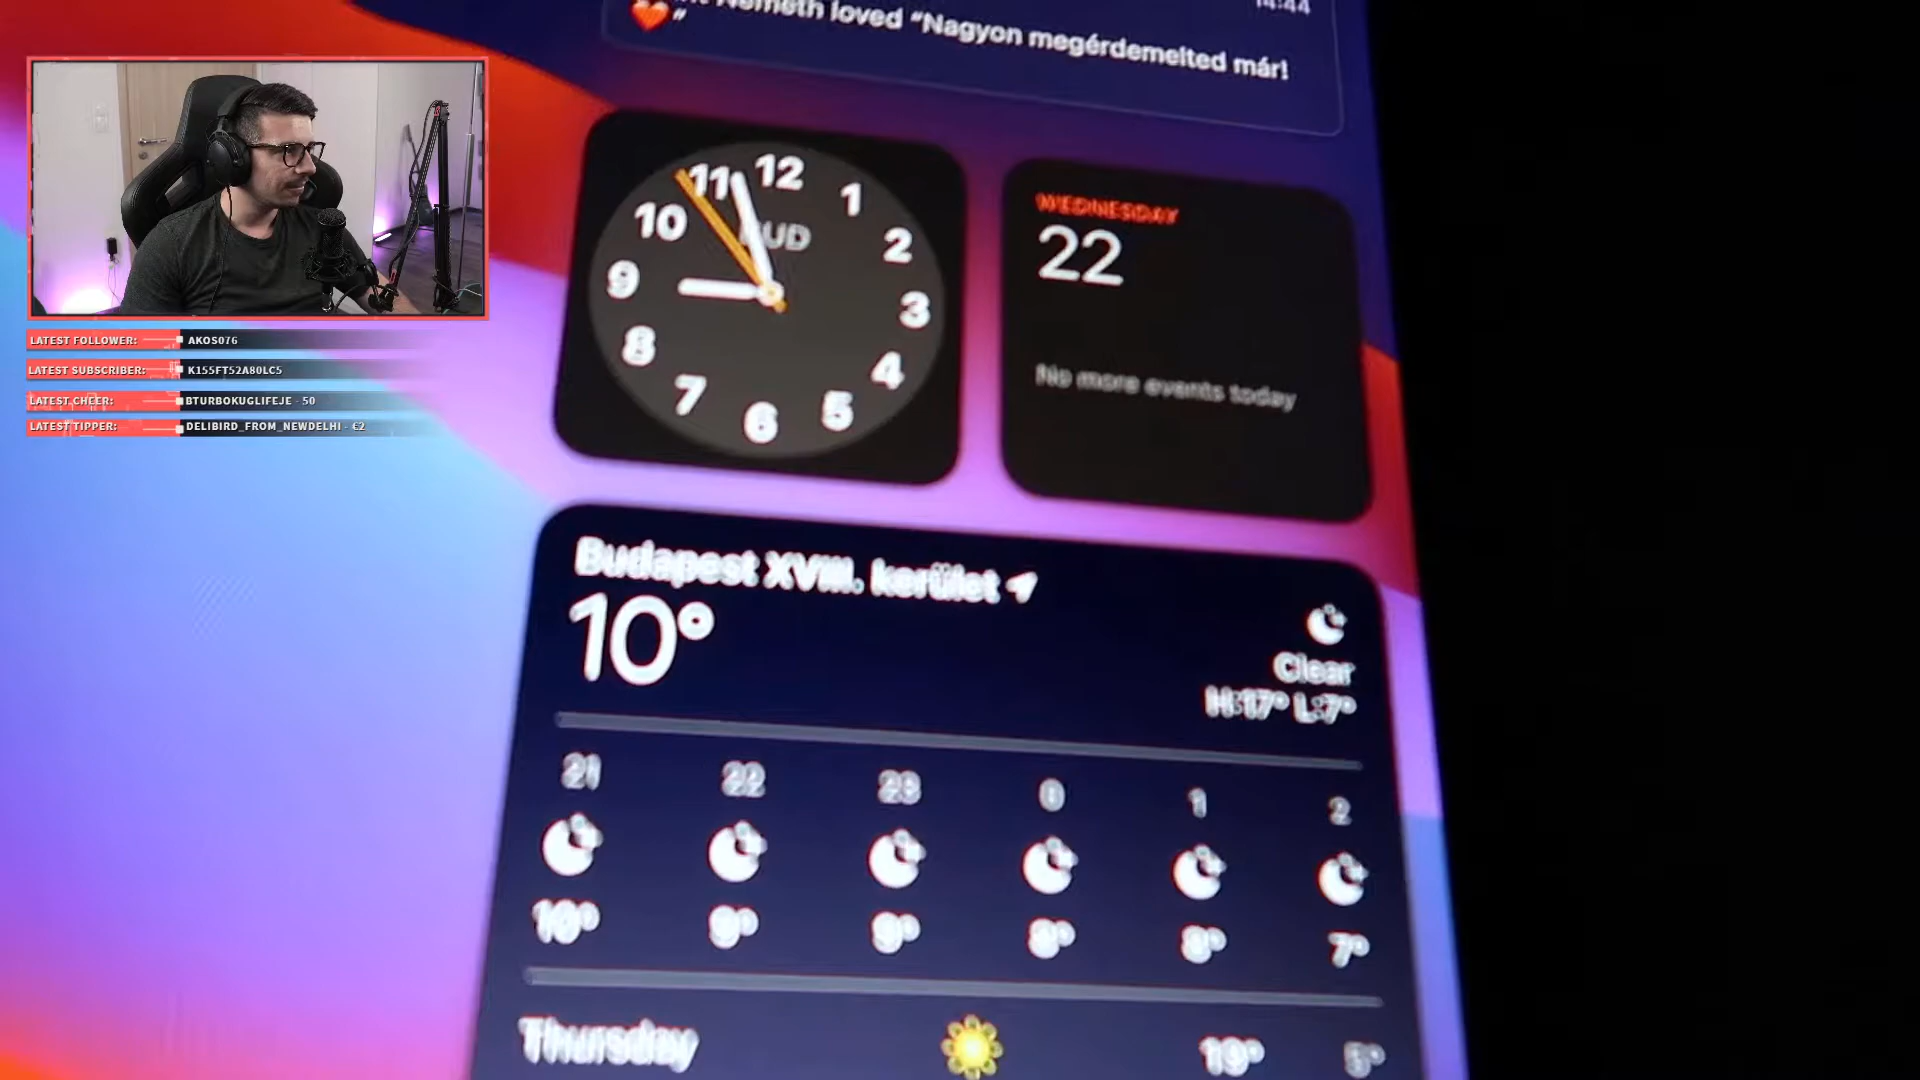 14:44
Németh loved “Nagyon megérdemelted már!
❤️”
12
11
1
10
2
9
3
8
4
7
5
6
WEDNESDAY
22
No more events today
Budapest XVIII. kerület
10°
Clear
H:17° L:7°
21 22 23 0 1 2
10° 9° 9° 8° 8° 7°
Thursday 19° 5°
LATEST FOLLOWER: AKOS076
LATEST SUBSCRIBER: K155FT52A80LC5
LATEST CHEER: BTURBOKUGLIFEJE - 50
LATEST TIPPER: DELIBIRD_FROM_NEWDELHI - €2